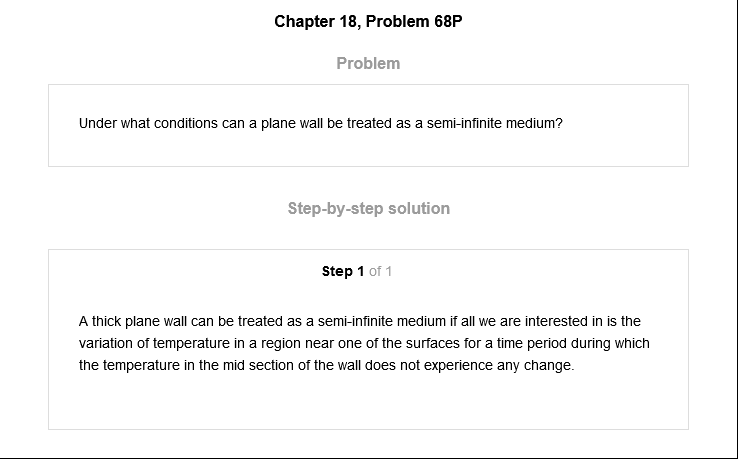 Chapter 18, Problem 68P
Problem
Under what conditions can a plane wall be treated as a semi-infinite medium?
Step-by-step solution
Step 1 of 1
A thick plane wall can be treated as a semi-infinite medium if all we are interested in is the
variation of temperature in a region near one of the surfaces for a time period during which
the temperature in the mid section of the wall does not experience any change.